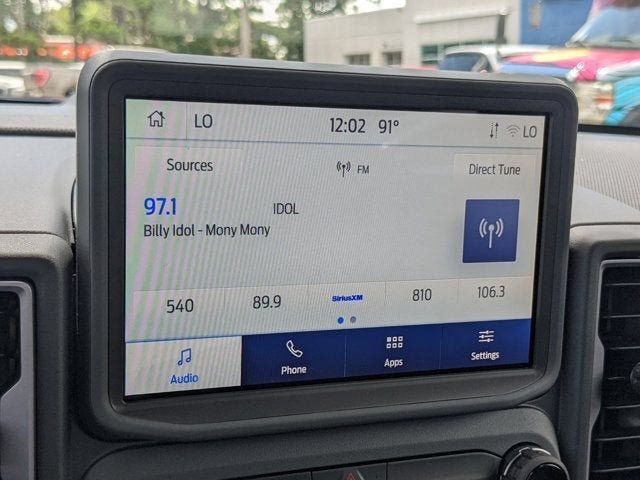 LO 12:02 91° LO
Sources FM Direct Tune
97.1 IDOL
Billy Idol - Mony Mony
540 89.9 SiriusXM 810 106.3
Audio Phone Apps Settings